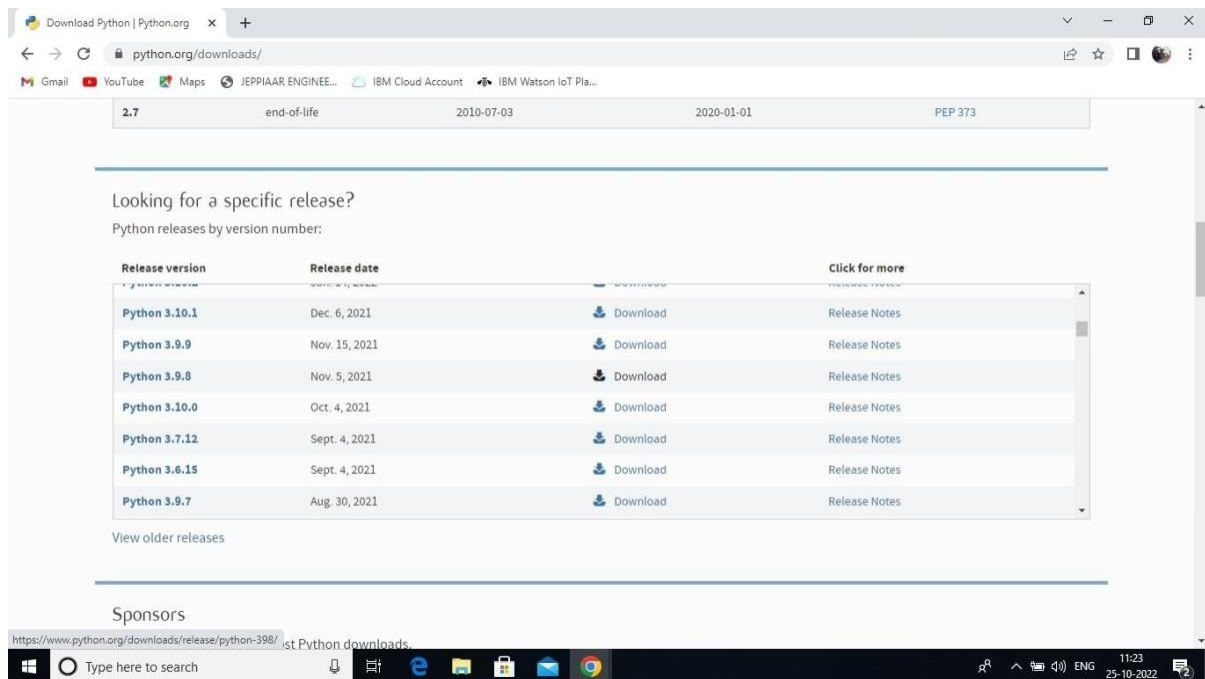 Download Python | Python.org
python.org/downloads/
Gmail YouTube Maps JEPPIAAR ENGINEE... IBM Cloud Account IBM Watson IoT Pla...
2.7 end-of-life 2010-07-03 2020-01-01 PEP 373
Looking for a specific release?
Python releases by version number:
Release version Release date Click for more
Python 3.10.1 Dec. 6, 2021 Download Release Notes
Python 3.9.9 Nov. 15, 2021 Download Release Notes
Python 3.9.8 Nov. 5, 2021 Download Release Notes
Python 3.10.0 Oct. 4, 2021 Download Release Notes
Python 3.7.12 Sept. 4, 2021 Download Release Notes
Python 3.6.15 Sept. 4, 2021 Download Release Notes
Python 3.9.7 Aug. 30, 2021 Download Release Notes
View older releases
Sponsors
https://www.python.org/downloads/release/python-398/ Python downloads.
Type here to search ENG 11:23
25-10-2022 2